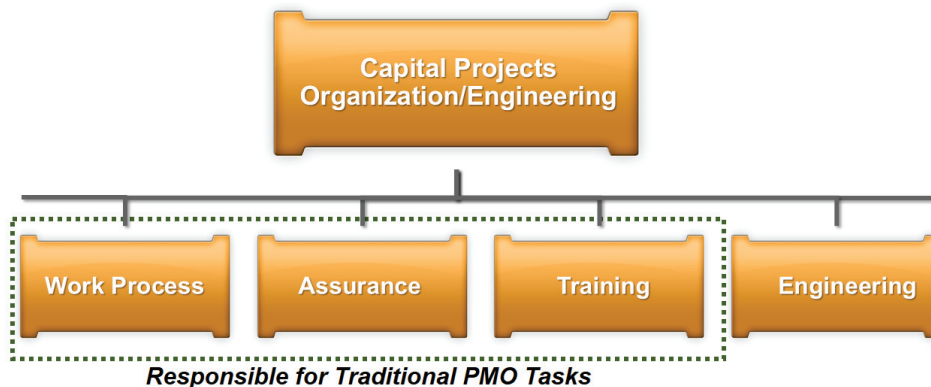 Capital Projects
Organization/Engineering
Work Process
Assurance
Training
Engineering
Responsible for Traditional PMO Tasks